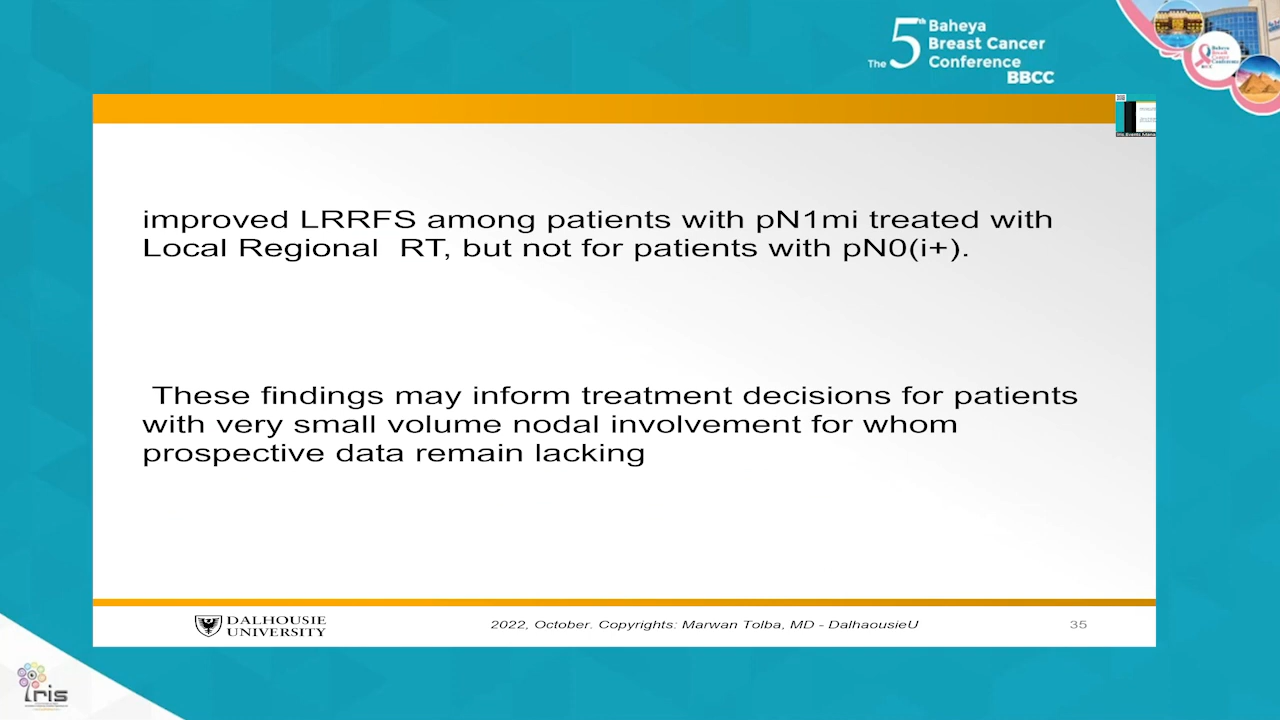 The 5th Baheya
Breast Cancer
Conference
BBCC
improved LRRFS among patients with pN1mi treated with
Local Regional RT, but not for patients with pN0(i+).
These findings may inform treatment decisions for patients
with very small volume nodal involvement for whom
prospective data remain lacking
DALHOUSIE
UNIVERSITY
2022, October. Copyrights: Marwan Tolba, MD - DalhaousieU
35
Iris